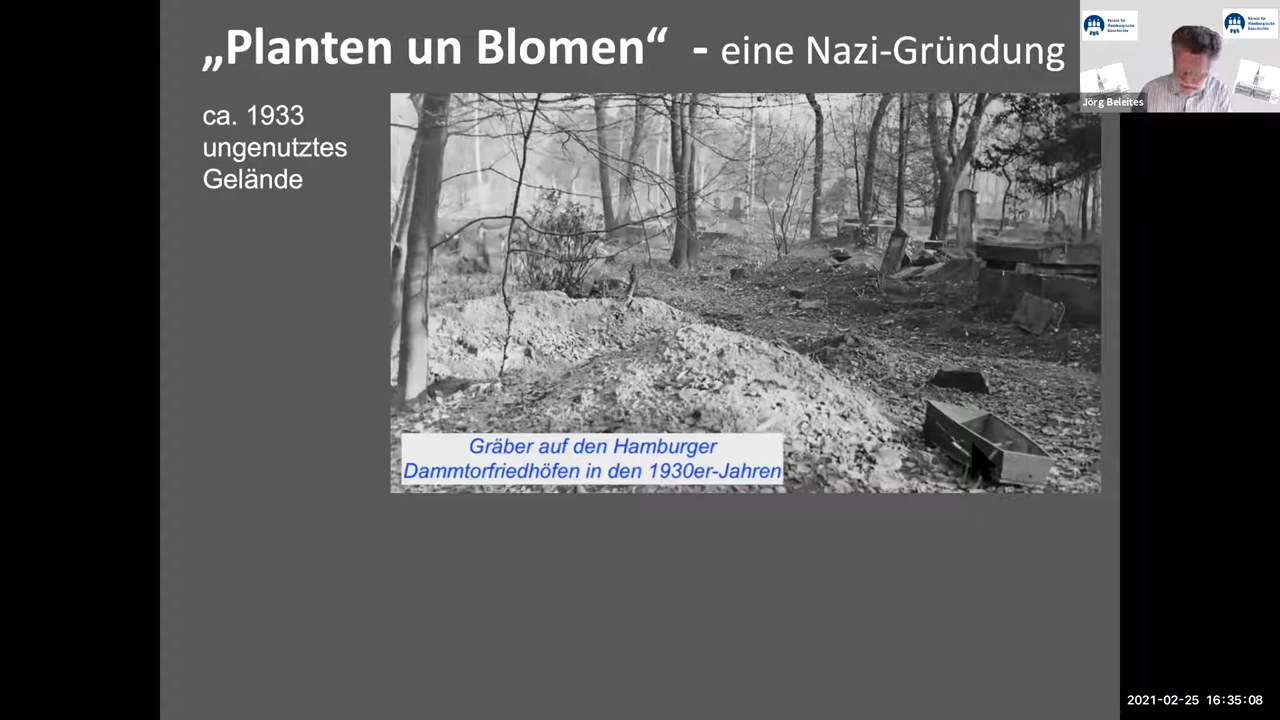 „Planten un Blomen“ - eine Nazi-Gründung
ca. 1933
ungenutztes
Gelände
Gräber auf den Hamburger
Dammtorfriedhöfen in den 1930er-Jahren
Verein für
Hamburgische
Geschichte
Verein für
Hamburgische
Geschichte
Jörg Beleites
2021-02-25 16:35:08